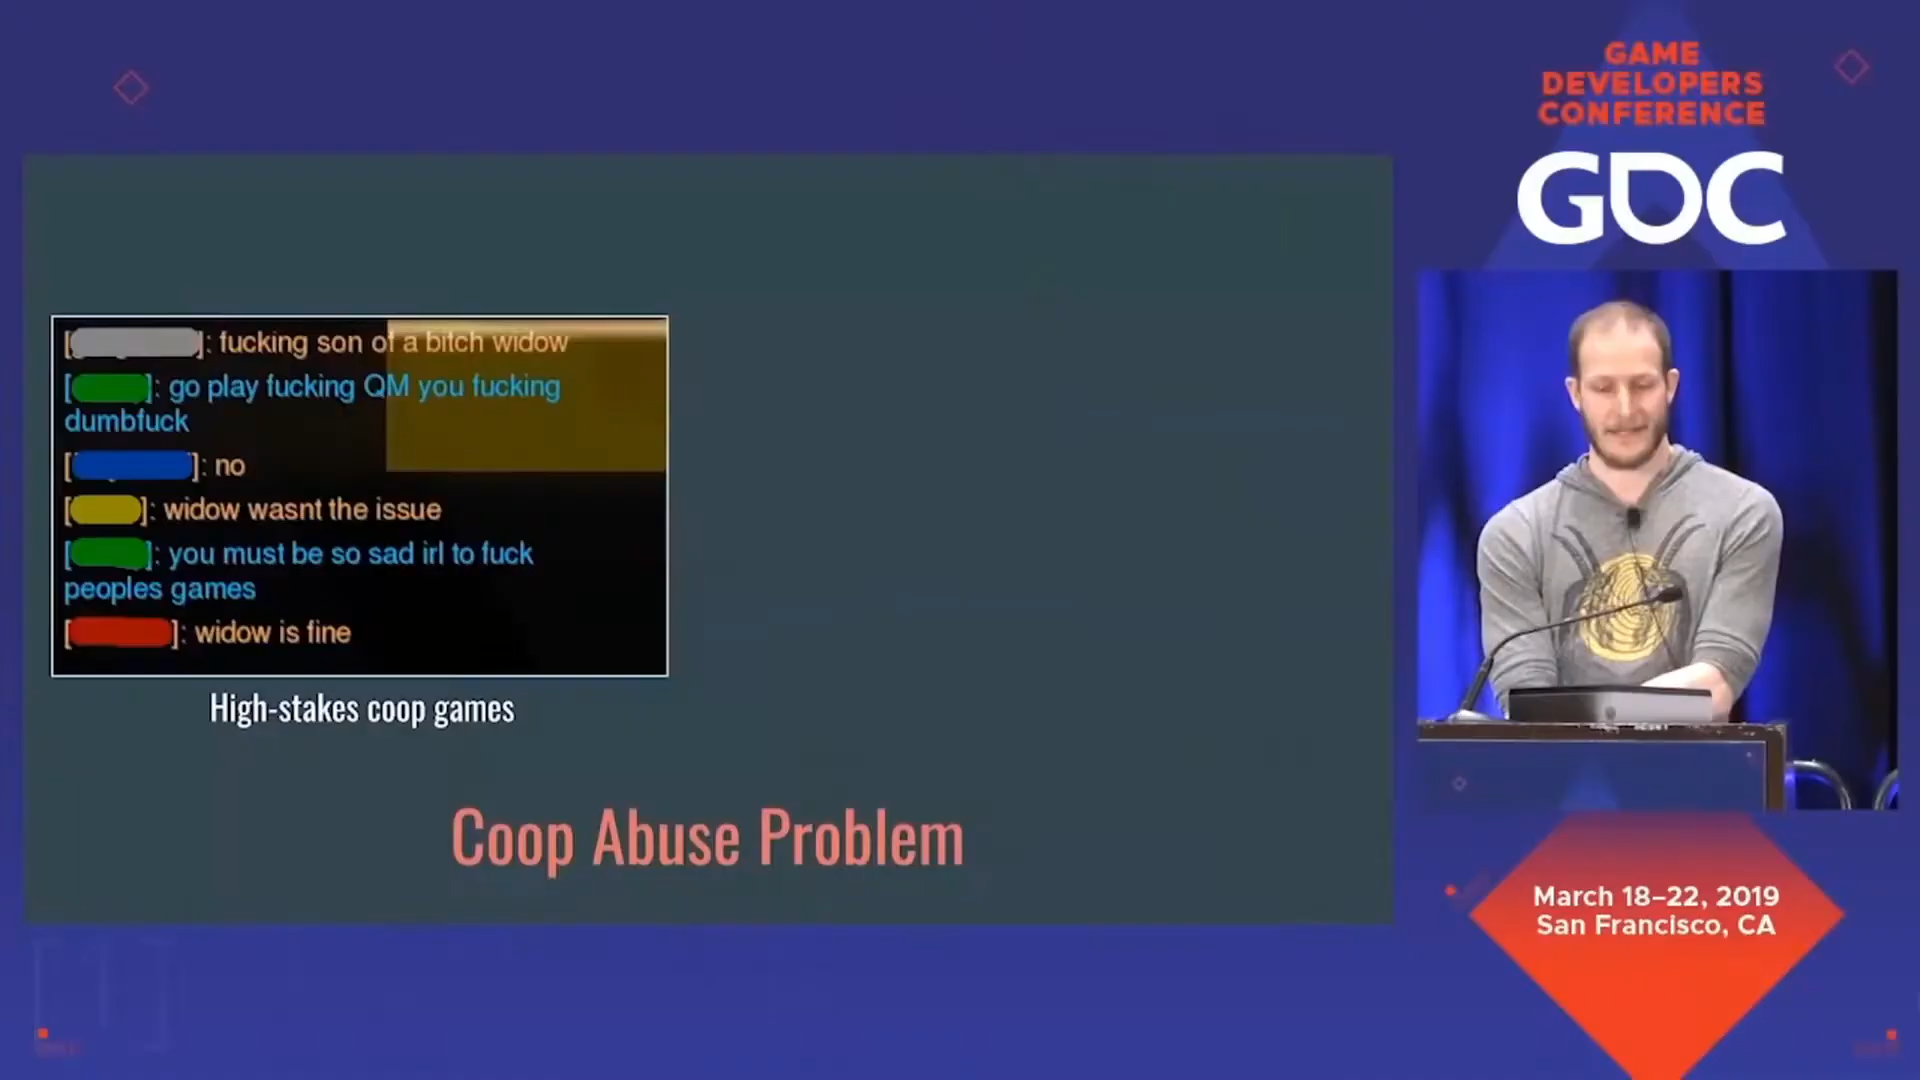 GAME
DEVELOPERS
CONFERENCE
GDC
[]: fucking son of a bitch widow
[]: go play fucking QM you fucking
dumbfuck
[]: no
[]: widow wasnt the issue
[]: you must be so sad irl to fuck
peoples games
[]: widow is fine
High-stakes coop games
Coop Abuse Problem
March 18–22, 2019
San Francisco, CA